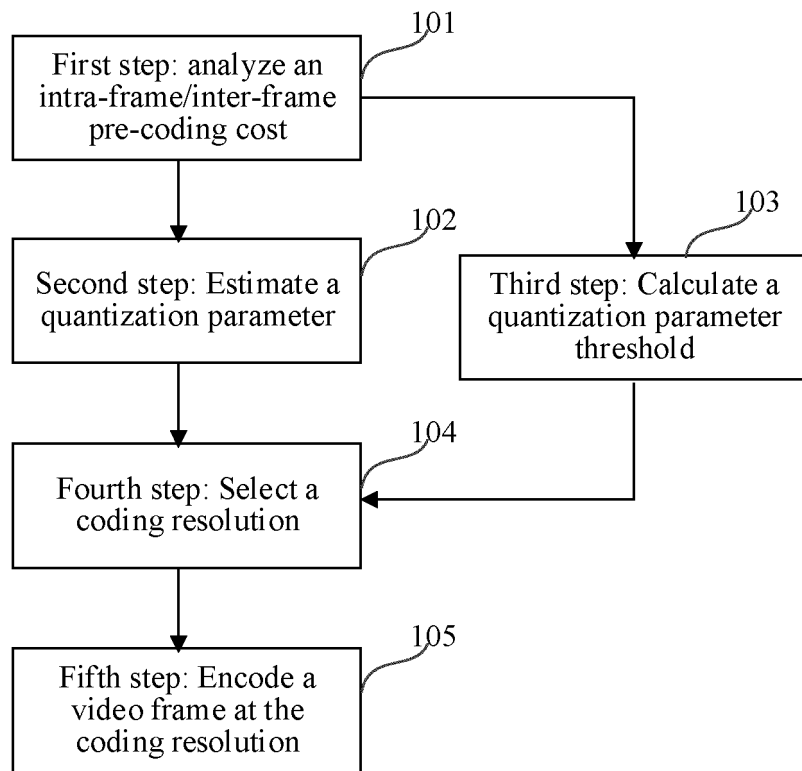 101
First step: analyze an
intra-frame/inter-frame
pre-coding cost
102
Second step: Estimate a
quantization parameter
103
Third step: Calculate a
quantization parameter
threshold
104
Fourth step: Select a
coding resolution
105
Fifth step: Encode a
video frame at the
coding resolution